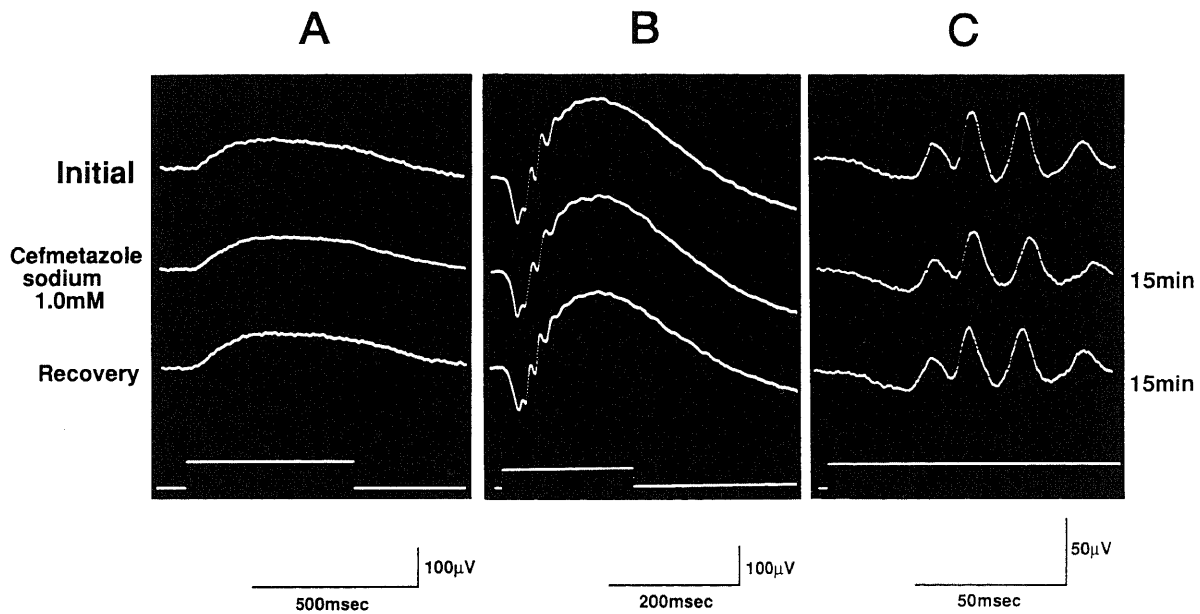 A
B
C
Initial
Cefmetazole
sodium
1.0mM
15min
Recovery
15min
100μV
500msec
100μV
200msec
50μV
50msec